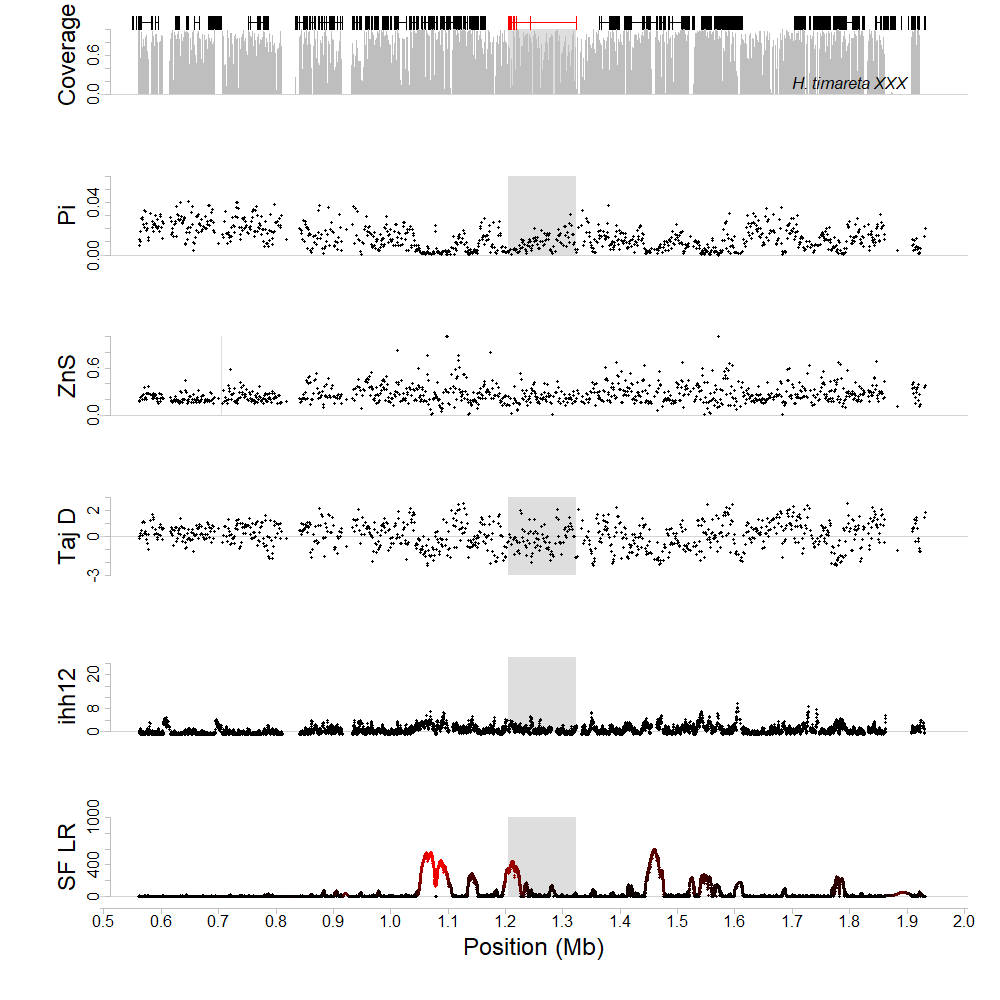 Coverage
0.0 0.6
H. timareta XXX
Pi
0.00 0.04
ZnS
0.0 0.6
Taj D
-3 0 2
ihh12
0 8 20
SF LR
0 400 1000
0.5 0.6 0.7 0.8 0.9 1.0 1.1 1.2 1.3 1.4 1.5 1.6 1.7 1.8 1.9 2.0
Position (Mb)